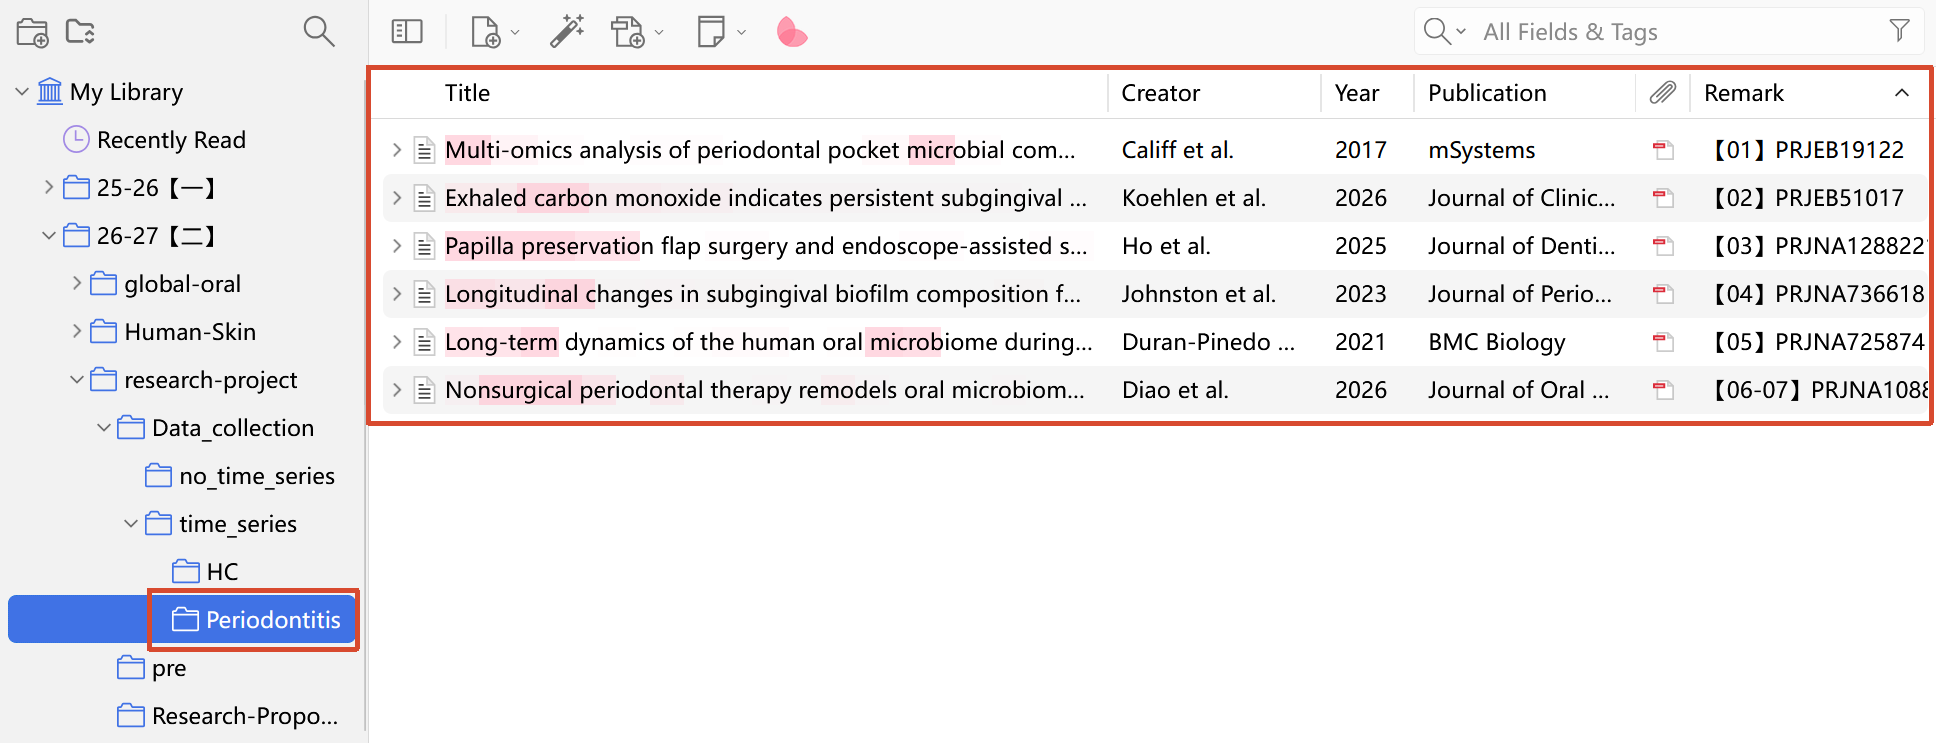 My Library
Recently Read
25-26【一】
26-27【二】
global-oral
Human-Skin
research-project
Data_collection
no_time_series
time_series
HC
Periodontitis
pre
Research-Propo...
All Fields & Tags
Title Creator Year Publication Remark
Multi-omics analysis of periodontal pocket microbial com... Califf et al. 2017 mSystems 【01】PRJEB19122
Exhaled carbon monoxide indicates persistent subgingival ... Koehlen et al. 2026 Journal of Clinic... 【02】PRJEB51017
Papilla preservation flap surgery and endoscope-assisted s... Ho et al. 2025 Journal of Denti... 【03】PRJNA1288221
Longitudinal changes in subgingival biofilm composition f... Johnston et al. 2023 Journal of Perio... 【04】PRJNA736618
Long-term dynamics of the human oral microbiome during... Duran-Pinedo ... 2021 BMC Biology 【05】PRJNA725874
Nonsurgical periodontal therapy remodels oral microbiom... Diao et al. 2026 Journal of Oral ... 【06-07】PRJNA1088